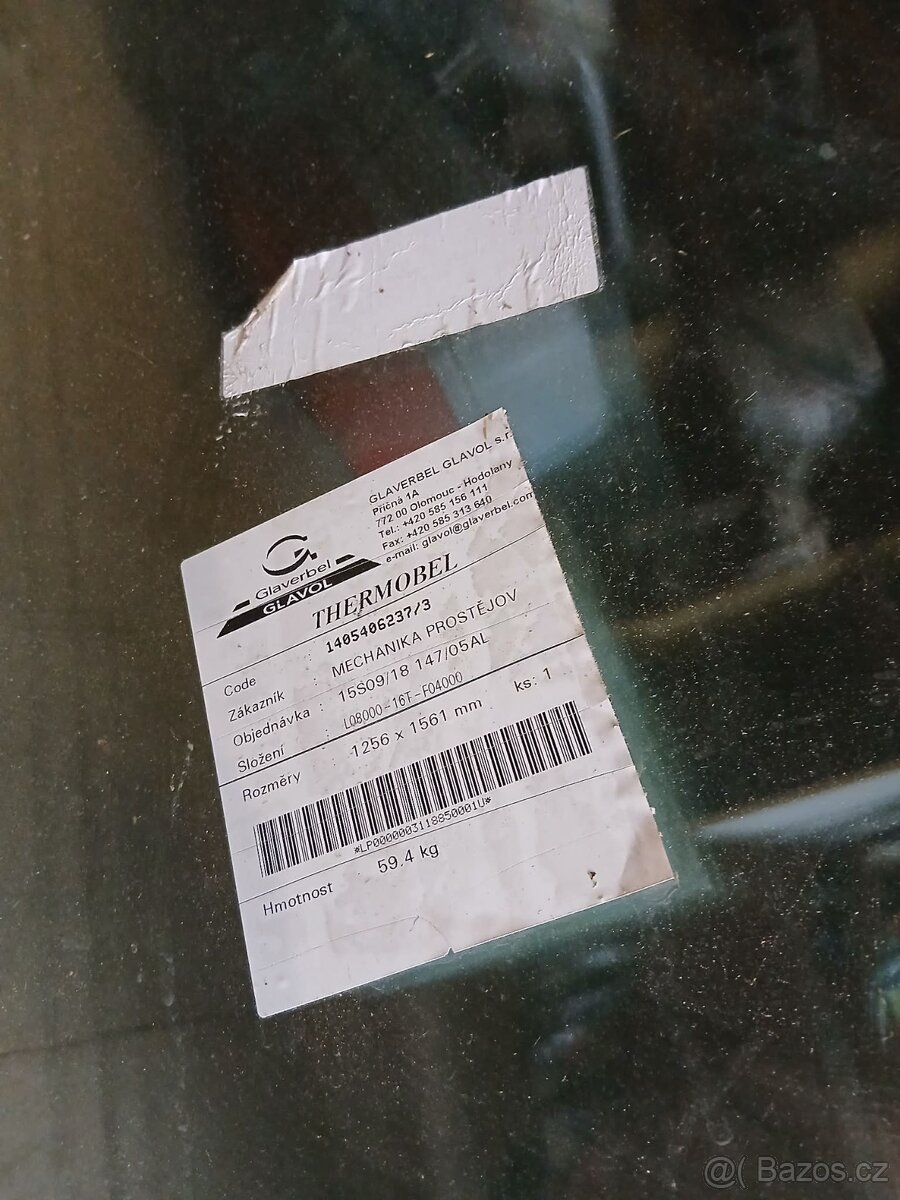 GLAVERBEL GLAVOL s.r.
Příčná 1A
772 00 Olomouc - Hodolany
Tel.: +420 585 156 111
Fax: +420 585 313 640
e-mail: glavol@glaverbel.com
Glaverbel
GLAVOL
THERMOBEL
Code 1405406237/3
Zákazník : MECHANIKA PROSTĚJOV
Objednávka : 15S09/18 147/05AL
Složení : L08000-16T-F04000
Rozměry 1256 x 1561 mm ks: 1
*LP0000003118850001U*
Hmotnost 59.4 kg
@( Bazos.cz